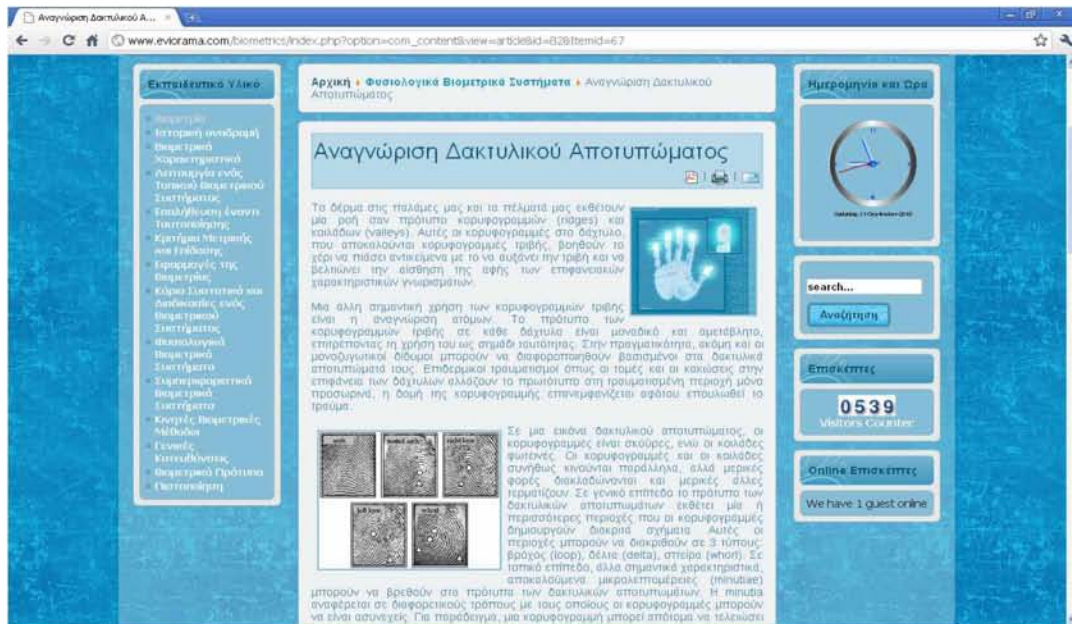 Αναγνώριση Δακτυλικού Α...
www.eviorama.com/biometrics/index.php?option=com_content&view=article&id=82&Itemid=67
Εκπαιδευτικό Υλικό
Βιομετρία
Ιστορική αναδρομή
Βιομετρικά
Χαρακτηριστικά
Λειτουργία ενός
Τυπικού Βιομετρικού
Συστήματος
Επαλήθευση έναντι
Ταυτοποίησης
Κριτήρια Μετρικής
και Επίδοσης
Εφαρμογές της
Βιομετρίας
Κύρια Συστατικά και
Διαδικασίες ενός
Βιομετρικού
Συστήματος
Φυσιολογικά
Βιομετρικά
Συστήματα
Συμπεριφοριστικά
Βιομετρικά
Συστήματα
Κινητές Βιομετρικές
Μέθοδοι
Γενικές
Κατευθύνσεις
Βιομετρικά Πρότυπα
Πιστοποίηση
Αρχική Φυσιολογικά Βιομετρικά Συστήματα Αναγνώριση Δακτυλικού
Αποτυπώματος
Αναγνώριση Δακτυλικού Αποτυπώματος
Το δέρμα στις παλάμες μας και τα πέλματά μας εκθέτουν
μια ροή σαν πρότυπο κορυφογραμμών (ridges) και
κοιλάδων (valleys). Αυτές οι κορυφογραμμές στο δάχτυλο,
που αποκαλούνται κορυφογραμμές τριβής, βοηθούν το
χέρι να πιάσει αντικείμενα με το να αυξάνει την τριβή και να
βελτιώνει την αίσθηση της αφής των επιφανειακών
χαρακτηριστικών γνωρισμάτων.
Μια άλλη σημαντική χρήση των κορυφογραμμών τριβής
είναι η αναγνώριση ατόμων. Το πρότυπο των
κορυφογραμμών τριβής σε κάθε δάχτυλο είναι μοναδικό και αμετάβλητο,
επιτρέποντας τη χρήση του ως σημάδι ταυτότητας. Στην πραγματικότητα, ακόμη και οι
μονοζυγωτικοί δίδυμοι μπορούν να διαφοροποιηθούν βασισμένοι στα δακτυλικά
αποτυπώματά τους. Επιδερμικοί τραυματισμοί όπως οι τομές και οι κακώσεις στην
επιφάνεια των δάχτυλων αλλάζουν το πρωτότυπο στη τραυματισμένη περιοχή μόνο
προσωρινά, η δομή της κορυφογραμμής επανεμφανίζεται αφότου επουλωθεί το
τραύμα.
Σε μια εικόνα δακτυλικού αποτυπώματος, οι
κορυφογραμμές είναι σκούρες, ενώ οι κοιλάδες
φωτεινές. Οι κορυφογραμμές και οι κοιλάδες
συνήθως κινούνται παράλληλα, αλλά μερικές
φορές διακλαδώνονται και μερικές άλλες
τερματίζουν. Σε γενικό επίπεδο το πρότυπο των
δακτυλικών αποτυπωμάτων εκθέτει μία ή
περισσότερες περιοχές που οι κορυφογραμμές
δημιουργούν διακριτά σχήματα. Αυτές οι
περιοχές μπορούν να διακριθούν σε 3 τύπους:
βρόχος (loop), δέλτα (delta), σπείρα (whorl). Σε
τοπικό επίπεδο, άλλα σημαντικά χαρακτηριστικά,
αποκαλούμενα μικρολεπτομέρειες (minutiae)
μπορούν να βρεθούν στα πρότυπα των δακτυλικών αποτυπωμάτων. Η minutia
αναφέρεται σε διαφορετικούς τρόπους με τους οποίους οι κορυφογραμμές μπορούν
να είναι ασυνεχείς. Για παράδειγμα, μια κορυφογραμμή μπορεί απότομα να τελειώσει
arch
tented arch
right loop
left loop
whorl
Ημερομηνία και Ώρα
search...
Αναζήτηση
Επισκέπτες
0539
Visitors Counter
Online Επισκέπτες
We have 1 guest online